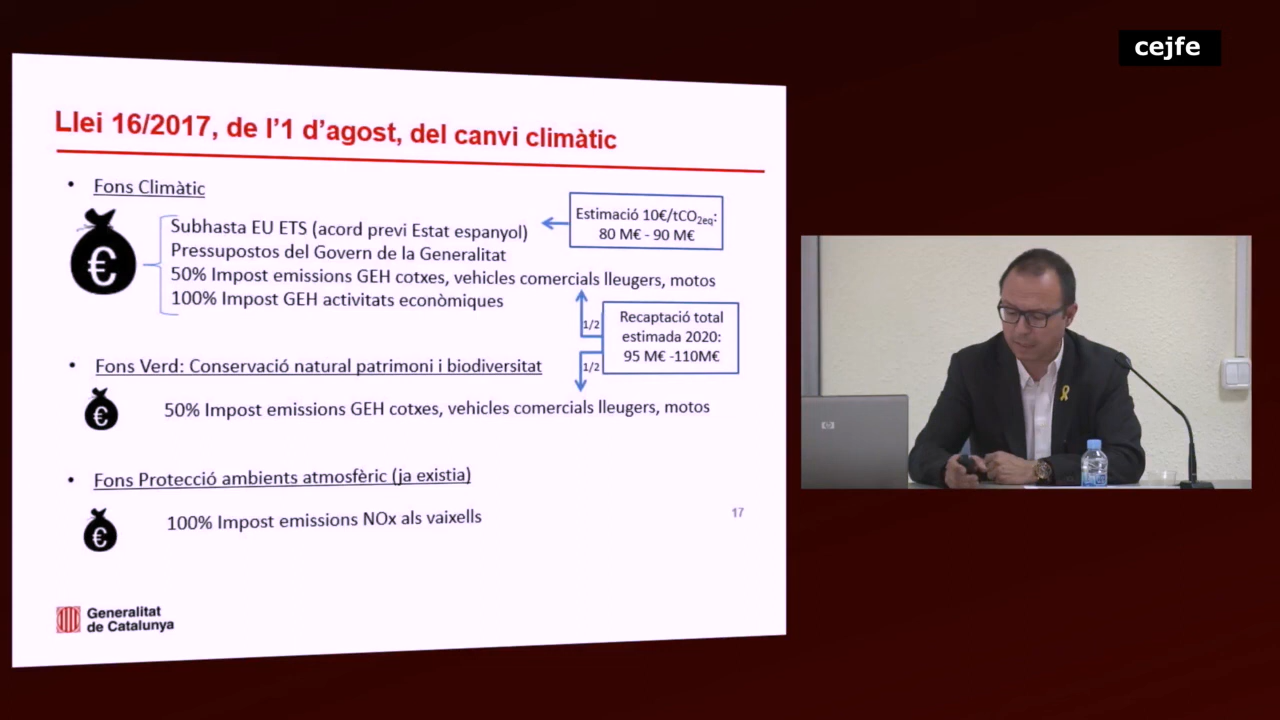 cejfe
Llei 16/2017, de l'1 d'agost, del canvi climàtic
• Fons Climàtic
Subhasta EU ETS (acord previ Estat espanyol)
Pressupostos del Govern de la Generalitat
50% Impost emissions GEH cotxes, vehicles comercials lleugers, motos
100% Impost GEH activitats econòmiques
Estimació 10€/tCO2eq:
80 M€ - 90 M€
1/2
Recaptació total
estimada 2020:
95 M€ -110M€
1/2
• Fons Verd: Conservació natural patrimoni i biodiversitat
50% Impost emissions GEH cotxes, vehicles comercials lleugers, motos
• Fons Protecció ambients atmosfèric (ja existia)
100% Impost emissions NOx als vaixells
17
Generalitat
de Catalunya
hp